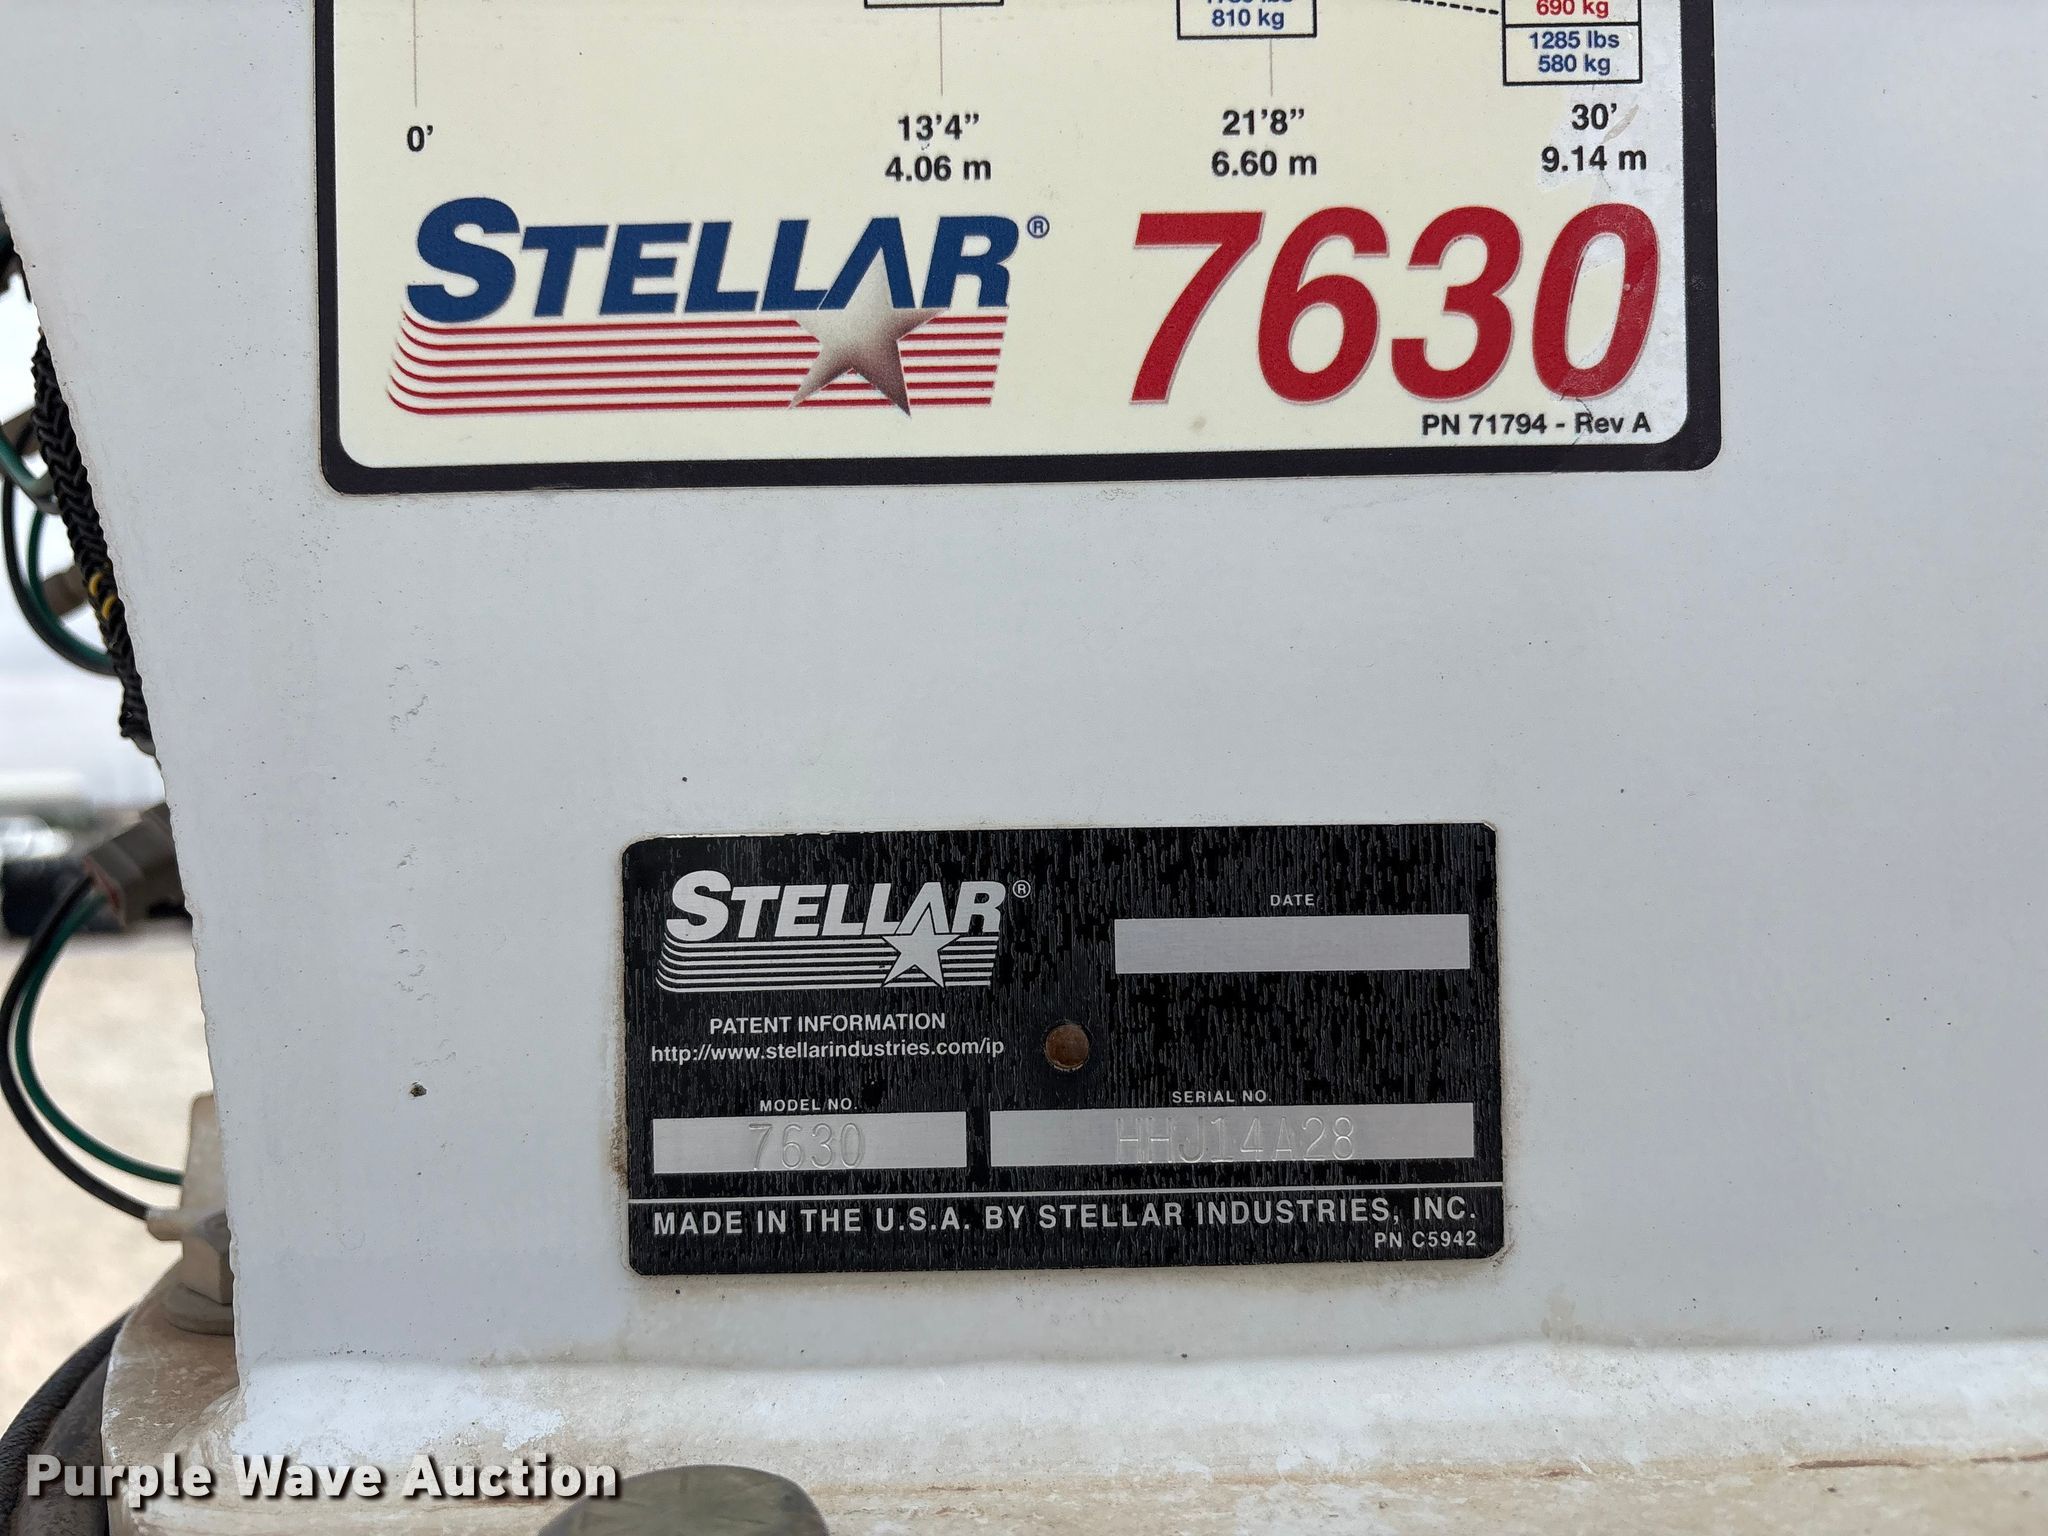 810 kg
690 kg
1285 lbs
580 kg
0'
13'4"
4.06 m
21'8"
6.60 m
30'
9.14 m
STELLAR® 7630
PN 71794 - Rev A
STELLAR®
DATE
PATENT INFORMATION
http://www.stellarindustries.com/ip
MODEL NO.
SERIAL NO.
7630
HHJ14A28
MADE IN THE U.S.A. BY STELLAR INDUSTRIES, INC.
PN C5942
Purple Wave Auction